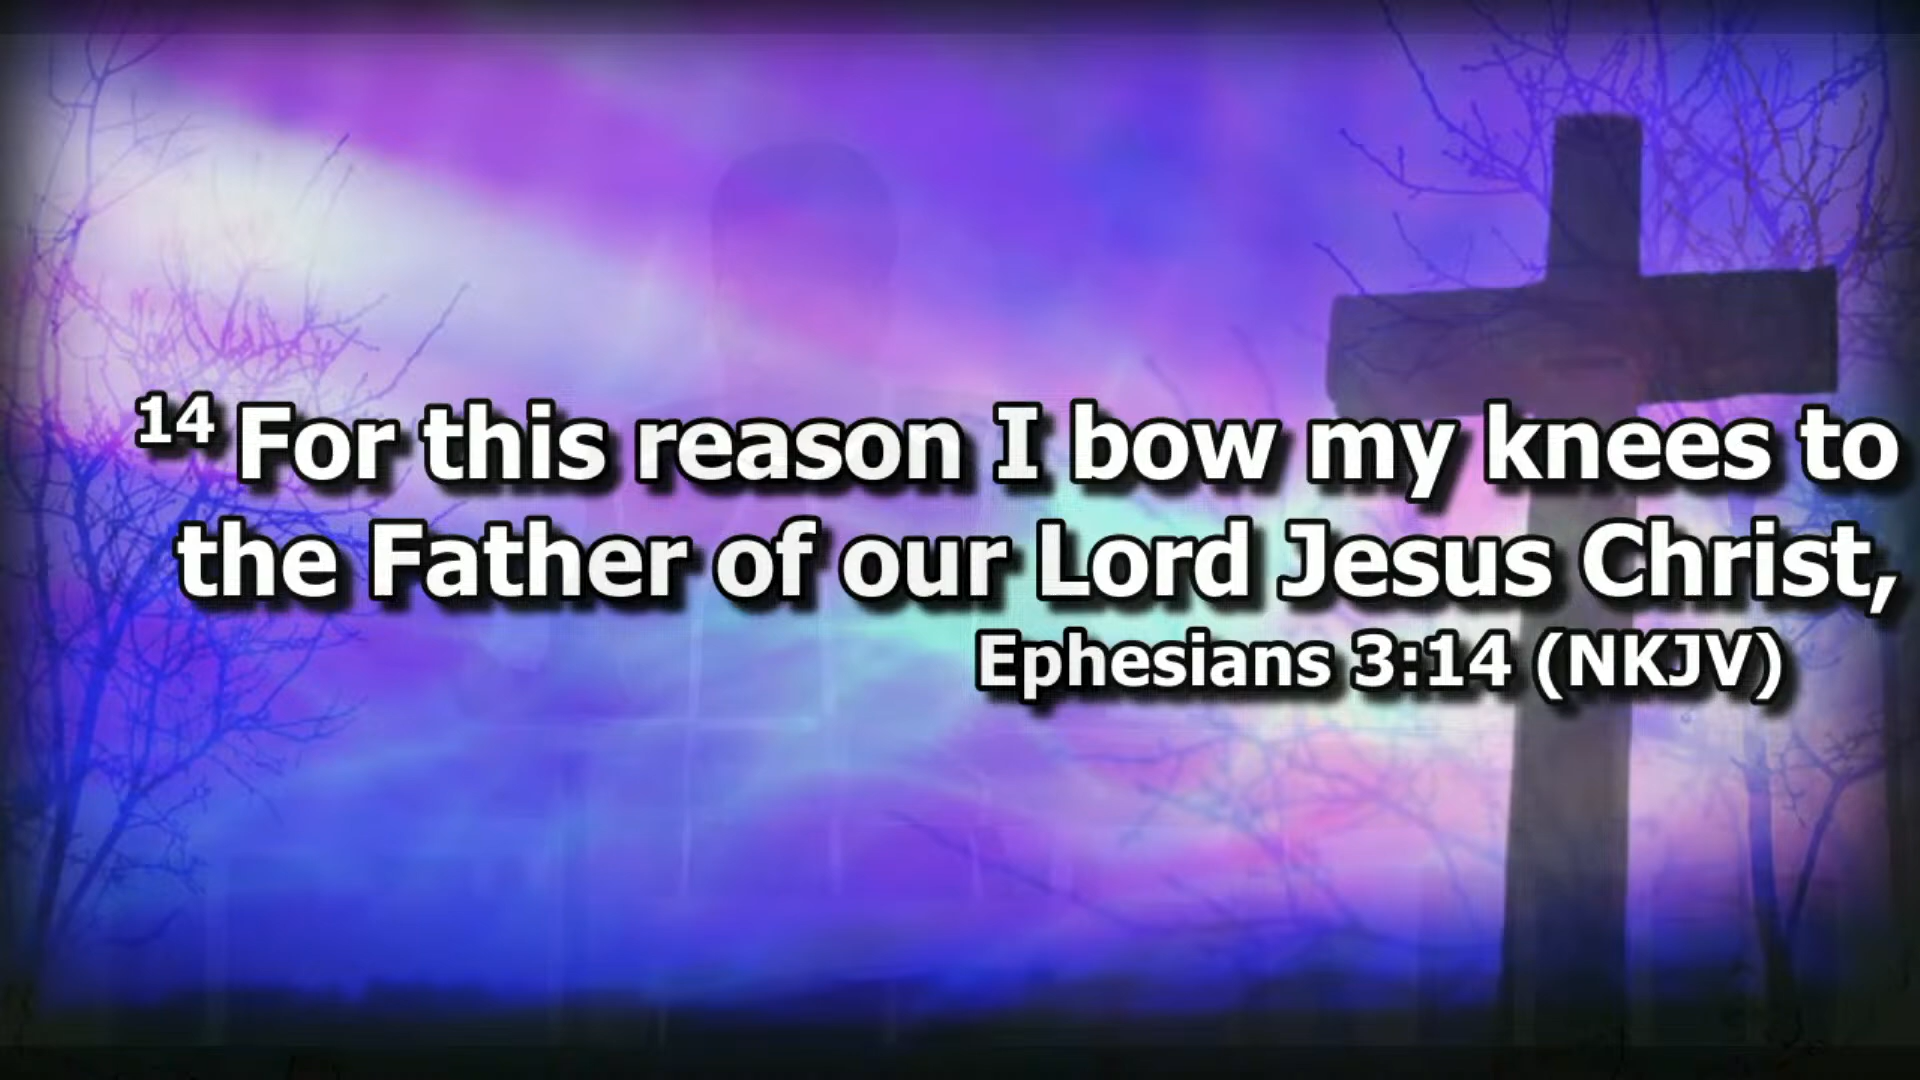 14 For this reason I bow my knees to
the Father of our Lord Jesus Christ,
Ephesians 3:14 (NKJV)